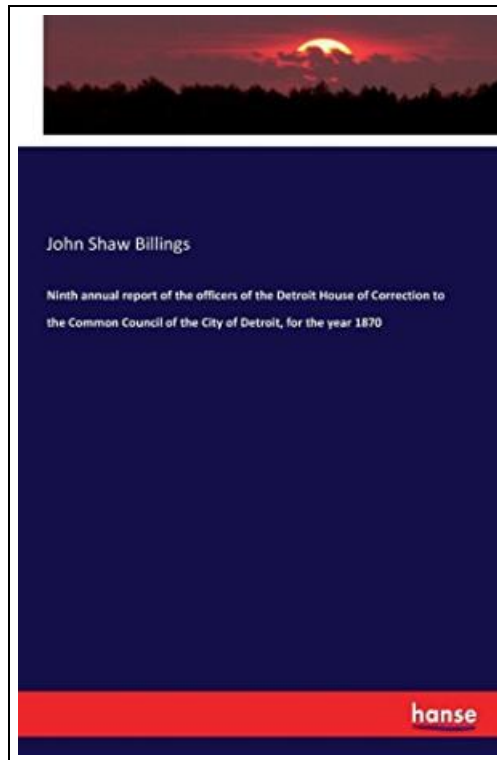 John Shaw Billings
Ninth annual report of the officers of the Detroit House of Correction to
the Common Council of the City of Detroit, for the year 1870
hanse